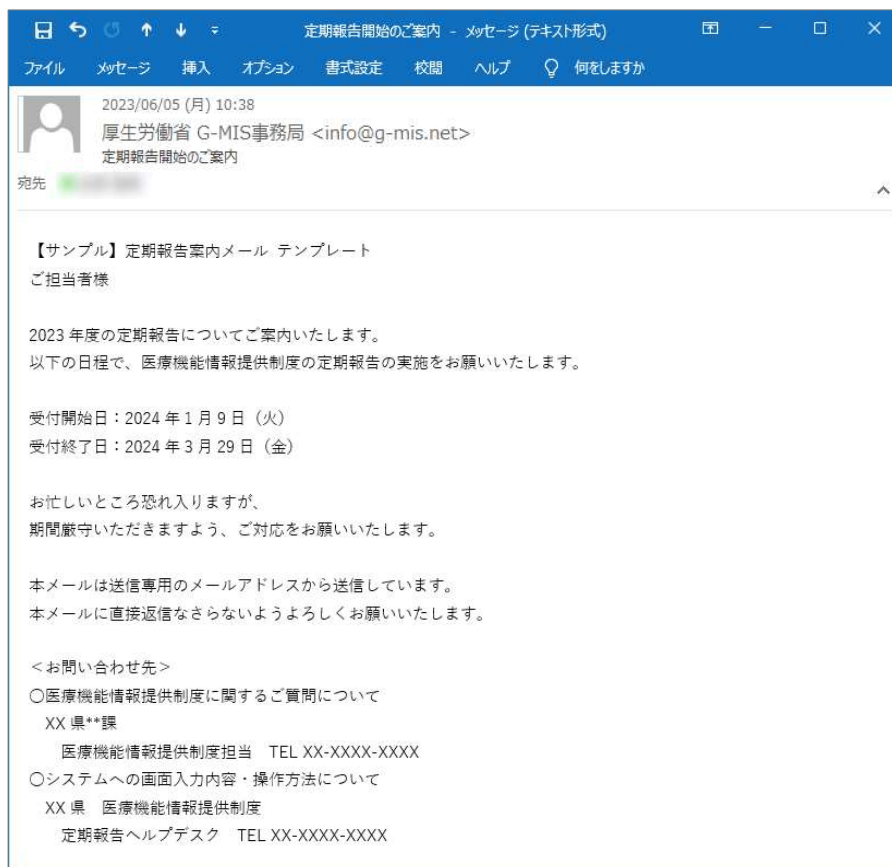 定期報告開始のご案内 - メッセージ (テキスト形式)
ファイル メッセージ 挿入 オプション 書式設定 校閲 ヘルプ 何をしますか
2023/06/05 (月) 10:38
厚生労働省 G-MIS事務局 <info@g-mis.net>
定期報告開始のご案内
宛先
【サンプル】定期報告案内メール テンプレート
ご担当者様
2023 年度の定期報告についてご案内いたします。
以下の日程で、医療機能情報提供制度の定期報告の実施をお願いいたします。
受付開始日：2024 年 1 月 9 日（火）
受付終了日：2024 年 3 月 29 日（金）
お忙しいところ恐れ入りますが、
期間厳守いただきますよう、ご対応をお願いいたします。
本メールは送信専用のメールアドレスから送信しています。
本メールに直接返信なさらないようよろしくお願いいたします。
＜お問い合わせ先＞
〇医療機能情報提供制度に関するご質問について
XX 県**課
医療機能情報提供制度担当 TEL XX-XXXX-XXXX
〇システムへの画面入力内容・操作方法について
XX 県 医療機能情報提供制度
定期報告ヘルプデスク TEL XX-XXXX-XXXX